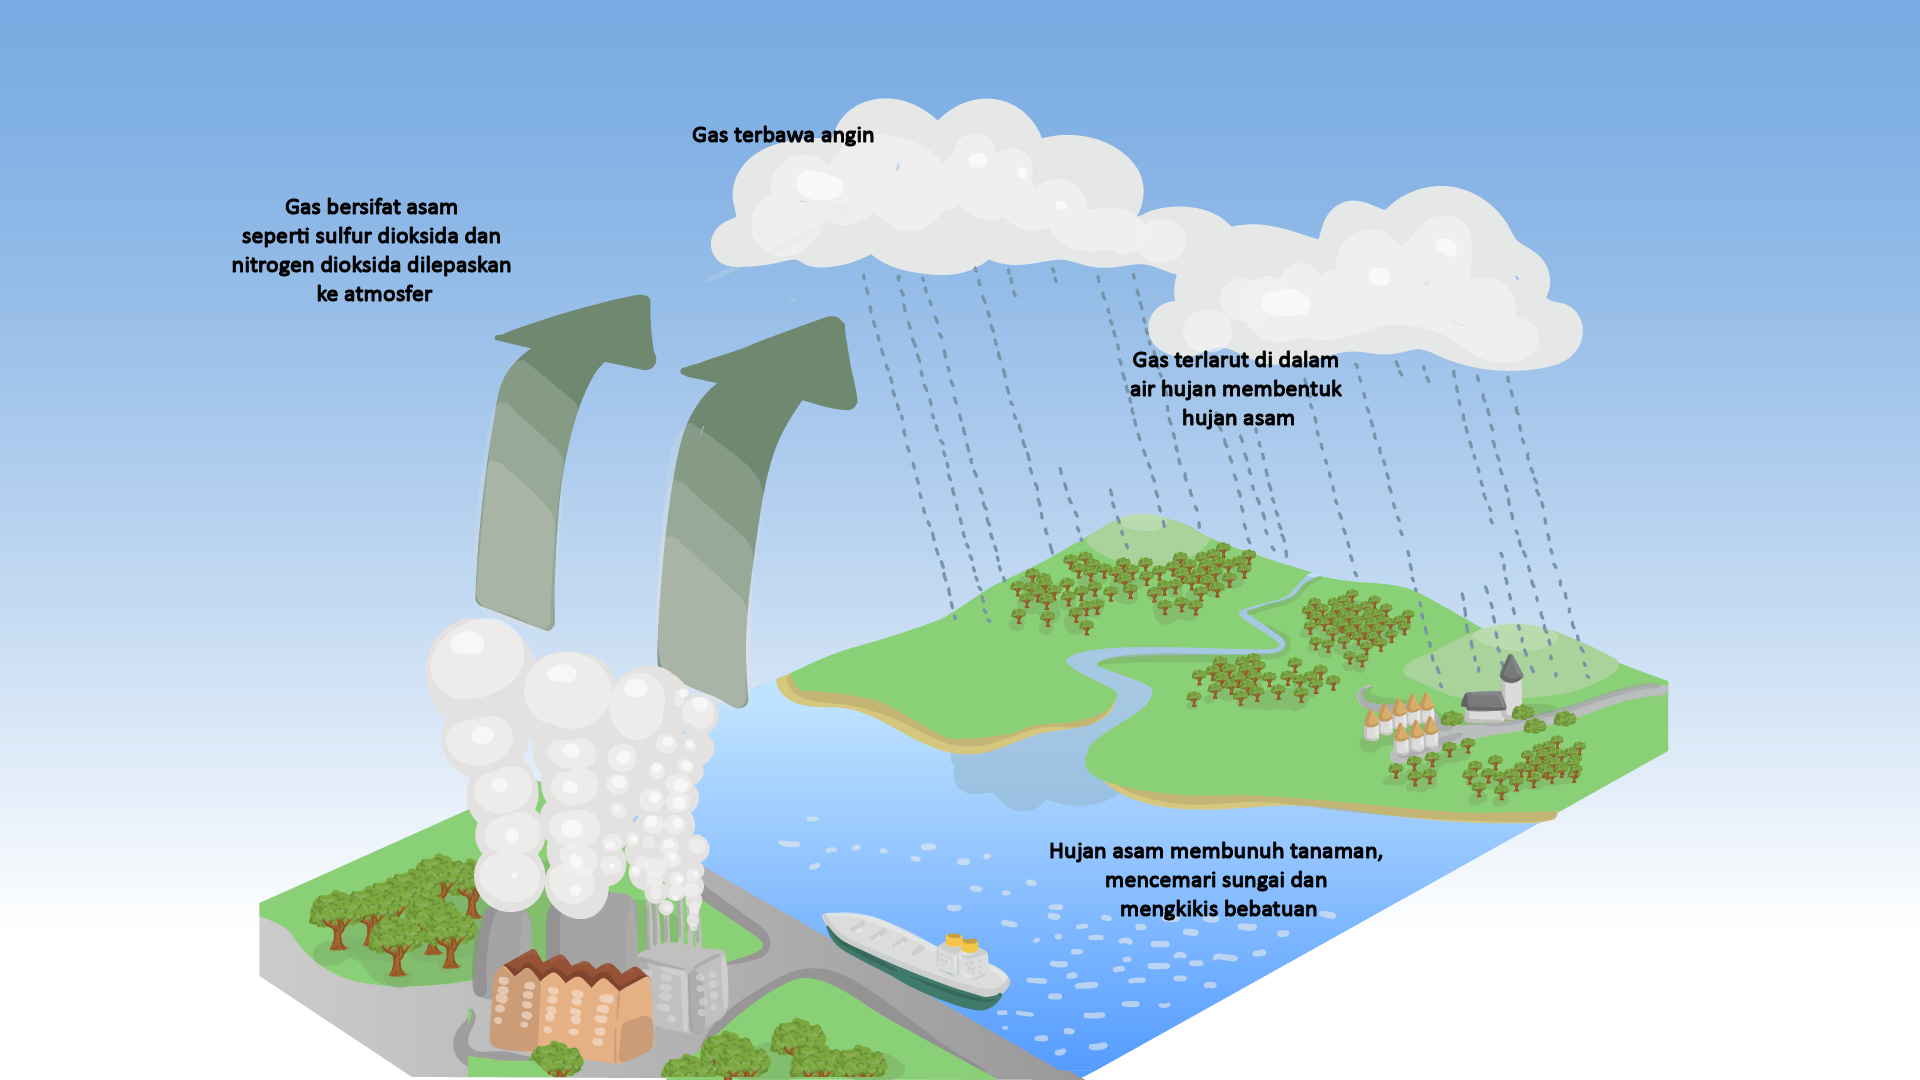 Gas terbawa angin
Gas bersifat asam
seperti sulfur dioksida dan
nitrogen dioksida dilepaskan
ke atmosfer
Gas terlarut di dalam
air hujan membentuk
hujan asam
Hujan asam membunuh tanaman,
mencemari sungai dan
mengkikis bebatuan